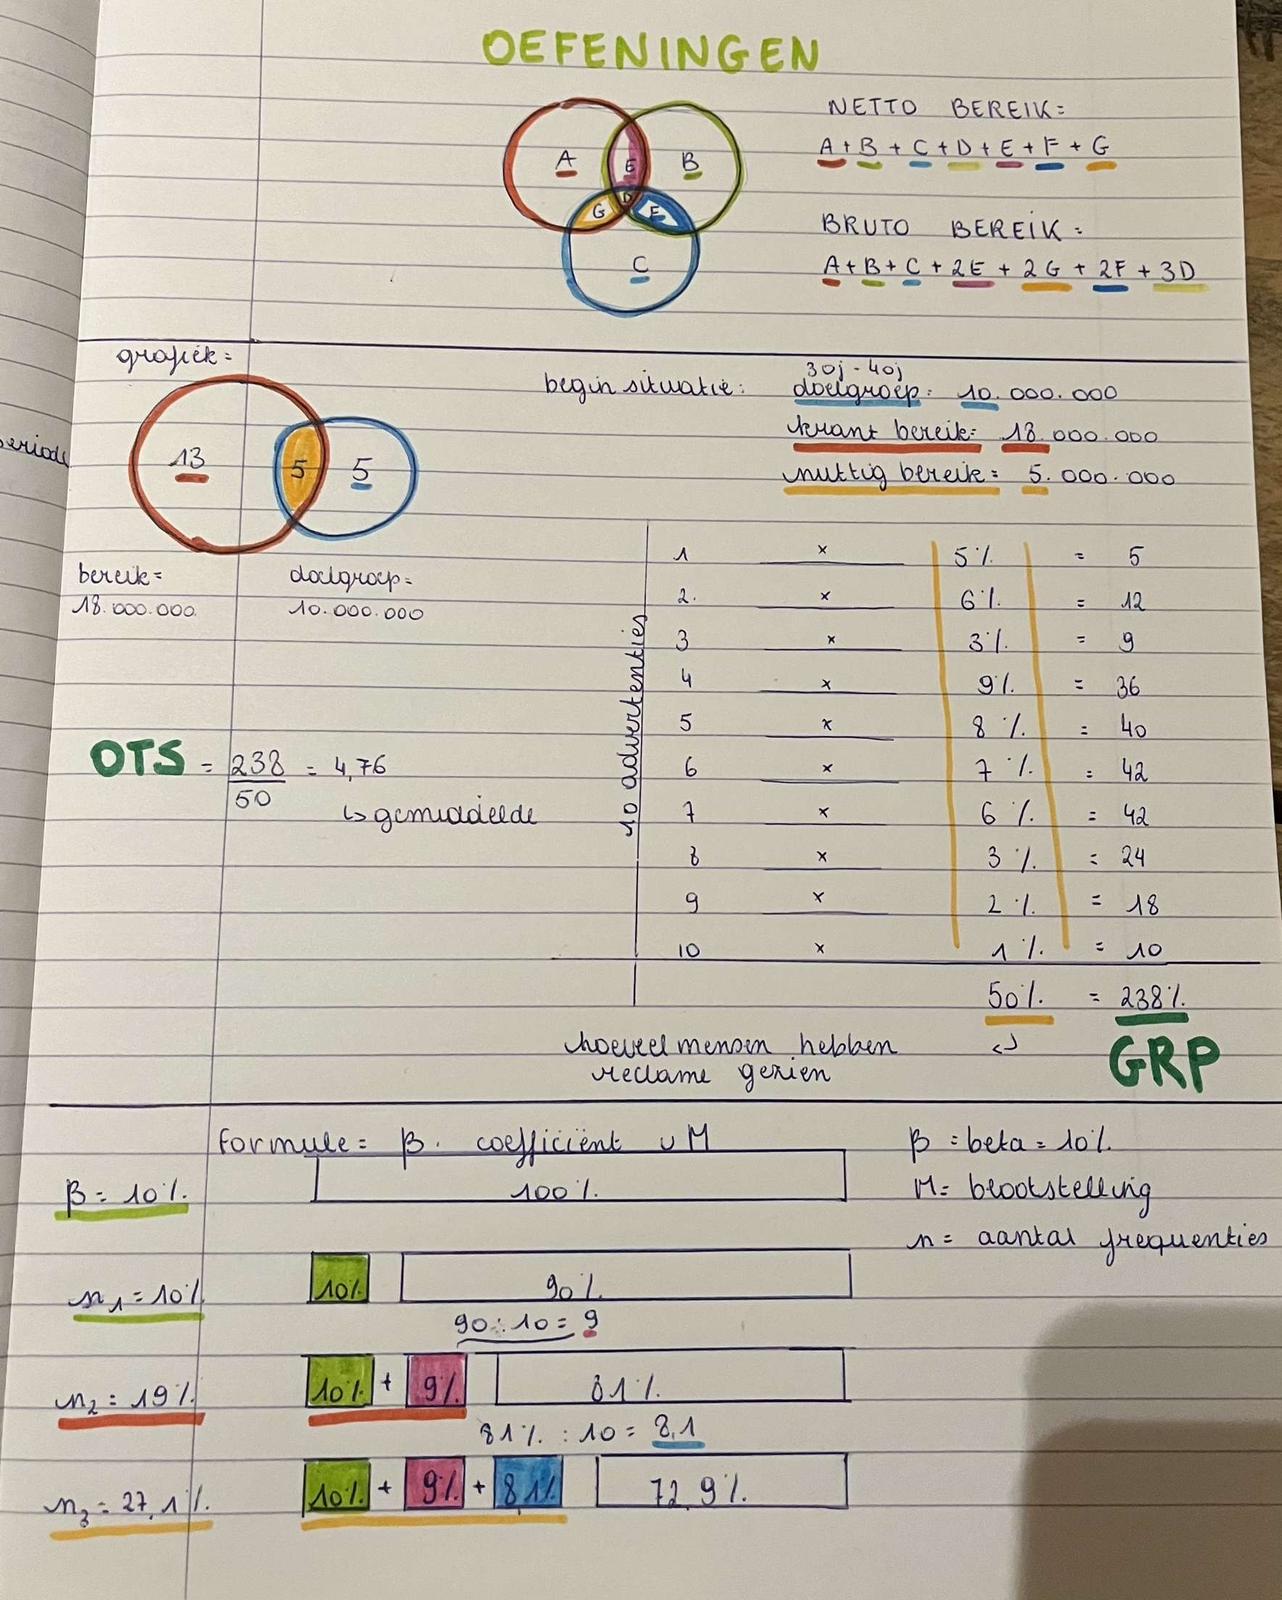 OEFENINGEN
A E B
G D F
C
NETTO BEREIK =
A + B + C + D + E + F + G
BRUTO BEREIK =
A + B + C + 2E + 2G + 2F + 3D
grafiek =
13 5 5
bereik = doelgroep =
18.000.000 10.000.000
30j - 40j
begin situatie: doelgroep: 10.000.000
krant bereik: 18.000.000
nuttig bereik: 5.000.000
10 advertenties
1 x 5% = 5
2. x 6% = 12
3 x 3% = 9
4 x 9% = 36
5 x 8% = 40
6 x 7% = 42
7 x 6% = 42
8 x 3% = 24
9 x 2% = 18
10 x 1% = 10
50% = 238%
GRP
hoeveel mensen hebben
reclame gezien
OTS = 238 = 4,76
50
↳ gemiddelde
Formule = β. coefficiënt v M
β = beta = 10%
M = blootstelling
n = aantal frequenties
β = 10% 100%
n1 = 10% 10% 90%
90 : 10 = 9
n2 = 19% 10% + 9% 81%
81% : 10 = 8,1
n3 = 27,1% 10% + 9% + 8,1% 72,9%